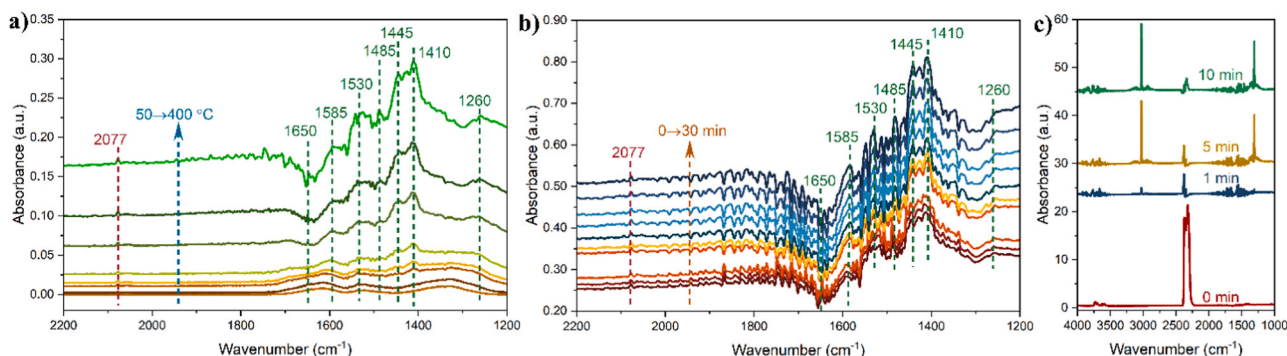 a)
0.35
0.30
0.25
0.20
0.15
0.10
0.05
0.00
Absorbance (a.u.)
2077
50→400 °C
1650
1585
1530
1485
1445
1410
1260
2200 2000 1800 1600 1400 1200
Wavenumber (cm⁻¹)
b)
0.90
0.80
0.70
0.60
0.50
0.40
0.30
0.20
Absorbance (a.u.)
2077
0→30 min
1650
1585
1530
1485
1445
1410
1260
2200 2000 1800 1600 1400 1200
Wavenumber (cm⁻¹)
c)
60
50
40
30
20
10
0
Absorbance (a.u.)
10 min
5 min
1 min
0 min
4000 3500 3000 2500 2000 1500 1000
Wavenumber (cm⁻¹)